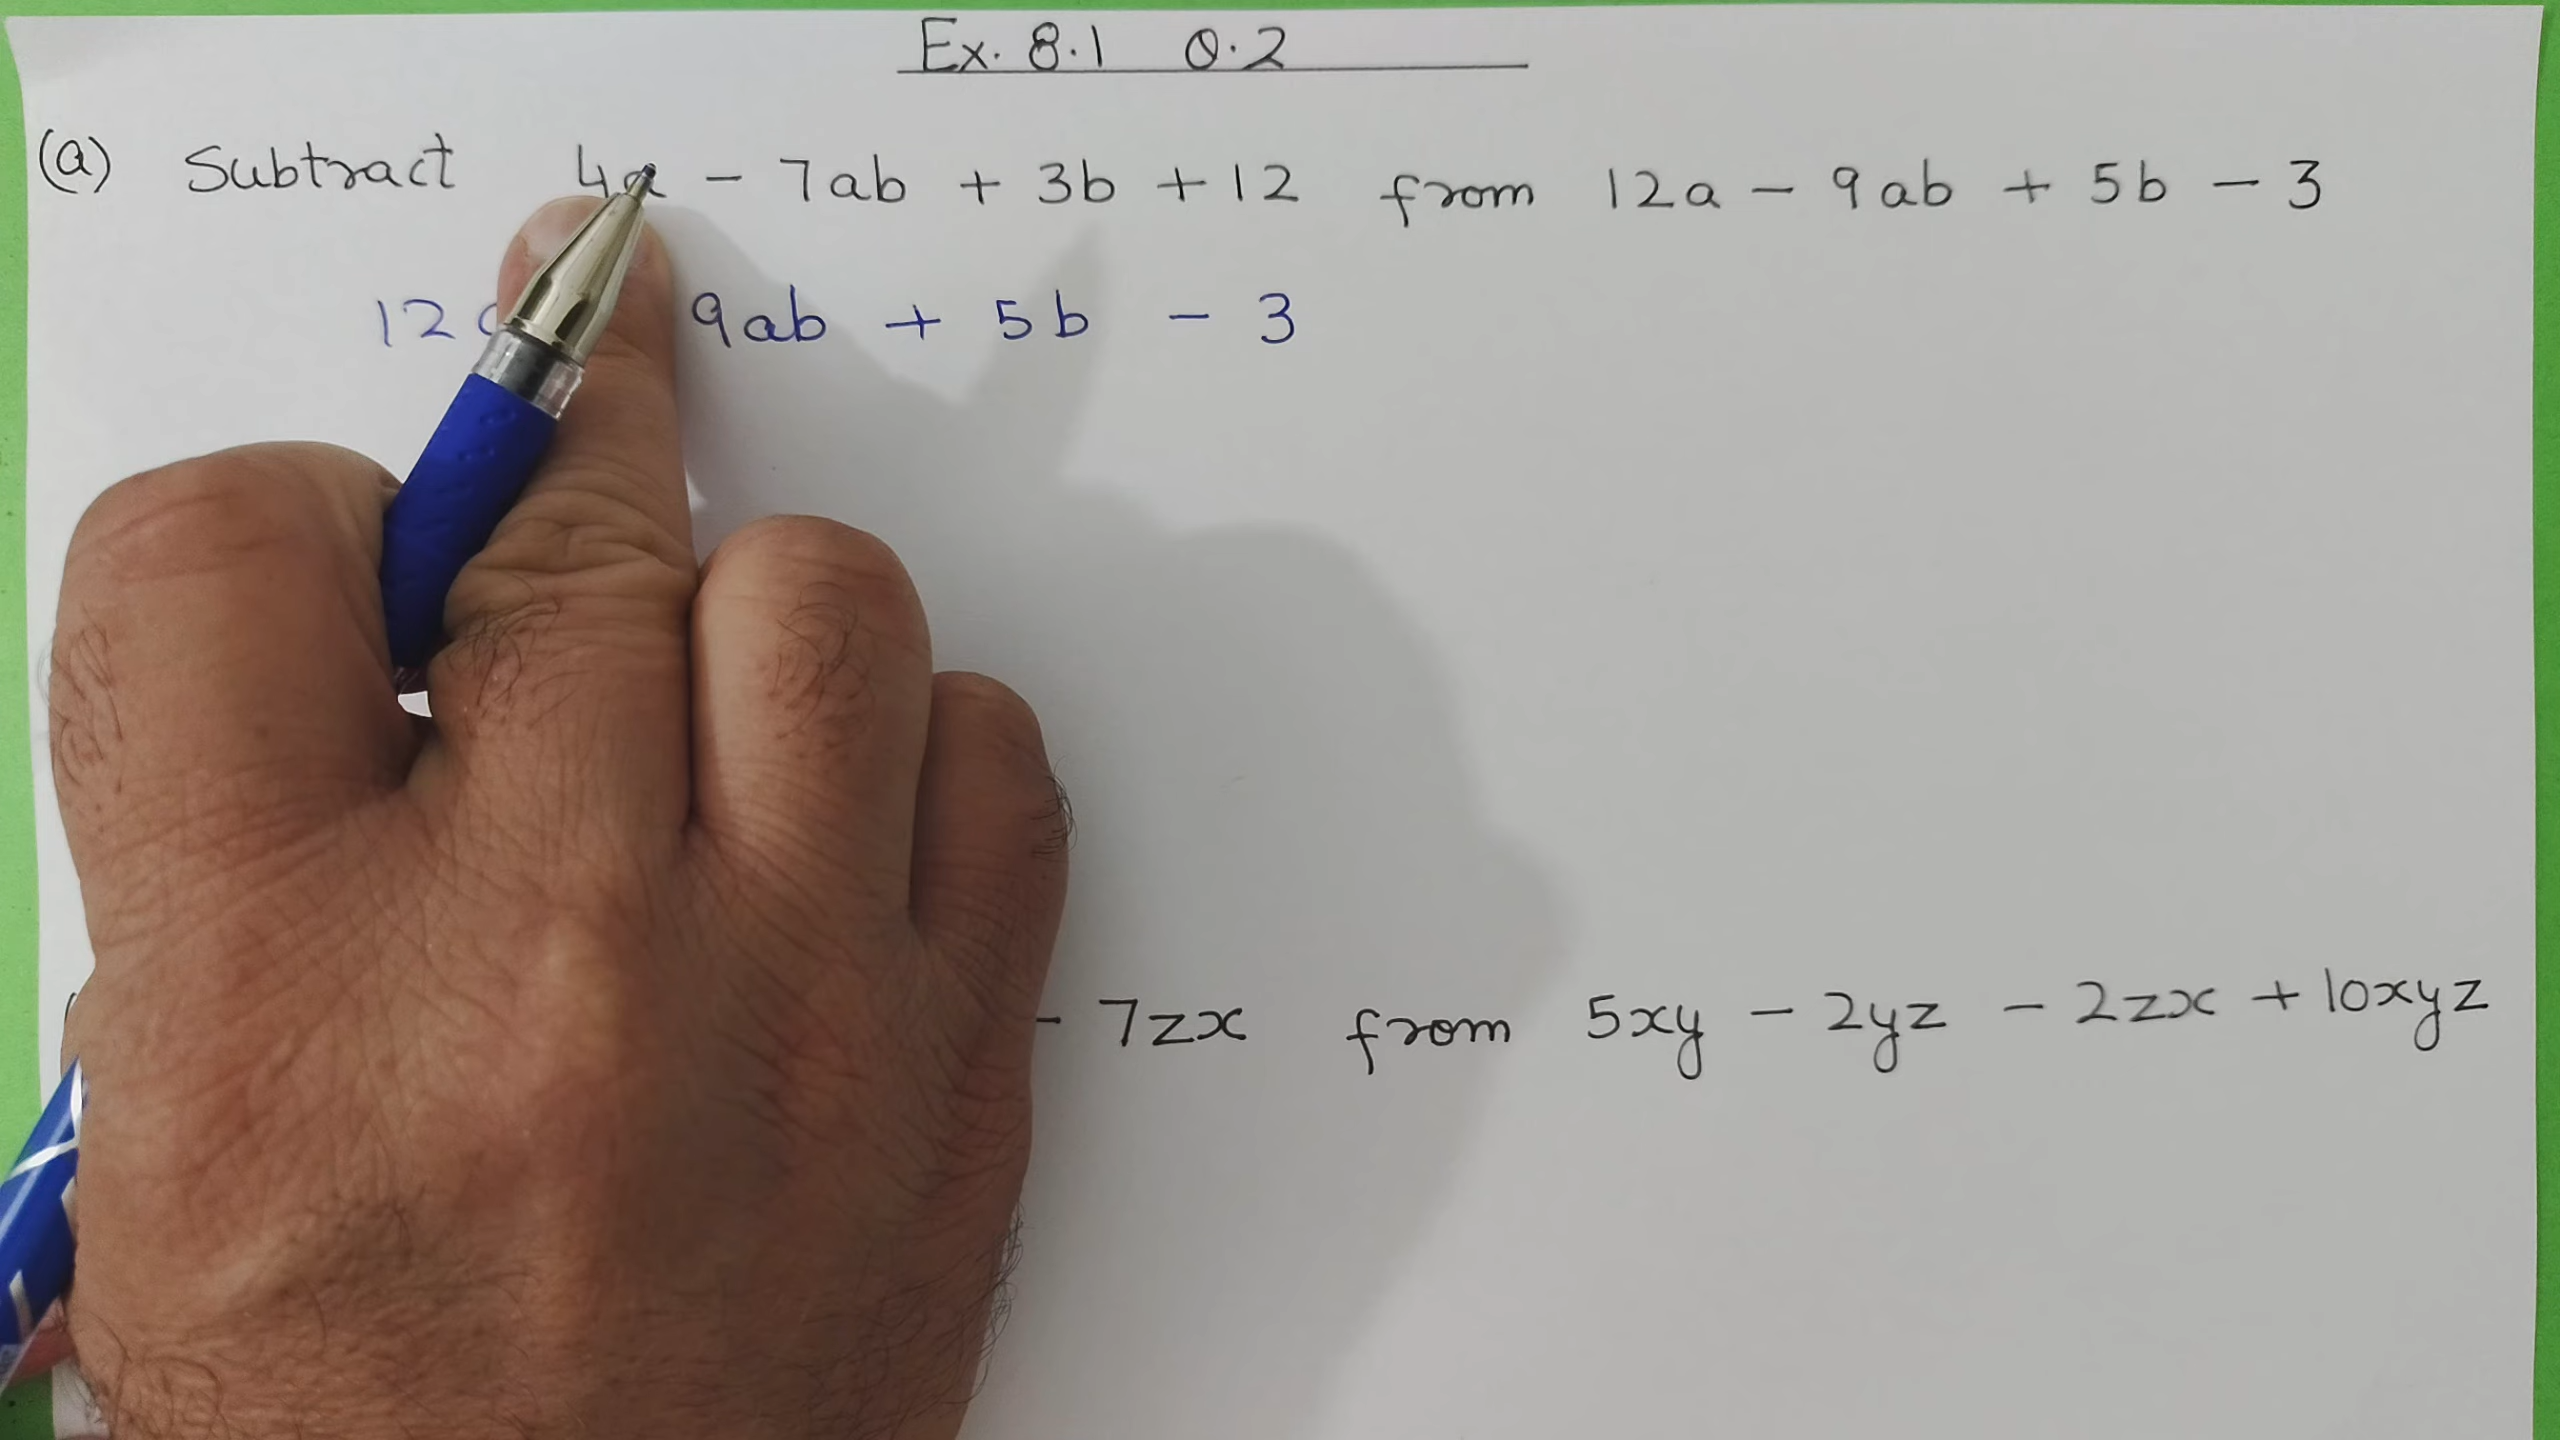 Ex. 8.1 Q.2
(a) Subtract 4a - 7ab + 3b + 12 from 12a - 9ab + 5b - 3
12a 9ab + 5b - 3
- 7zx from 5xy - 2yz - 2zx + 10xyz